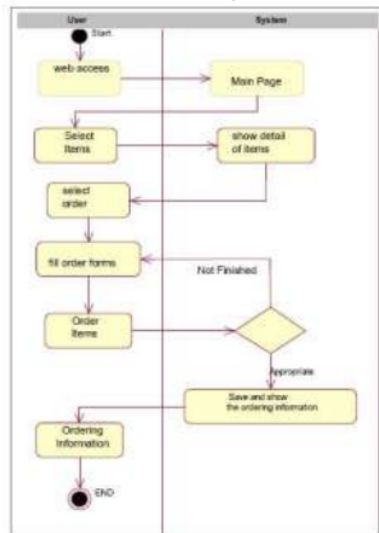 User
System
Start
web access
Main Page
Select
Items
show detail
of items
select
order
fill order forms
Not Finished
Order
Items
Appropriate
Save and show
the ordering information
Ordering
Information
END